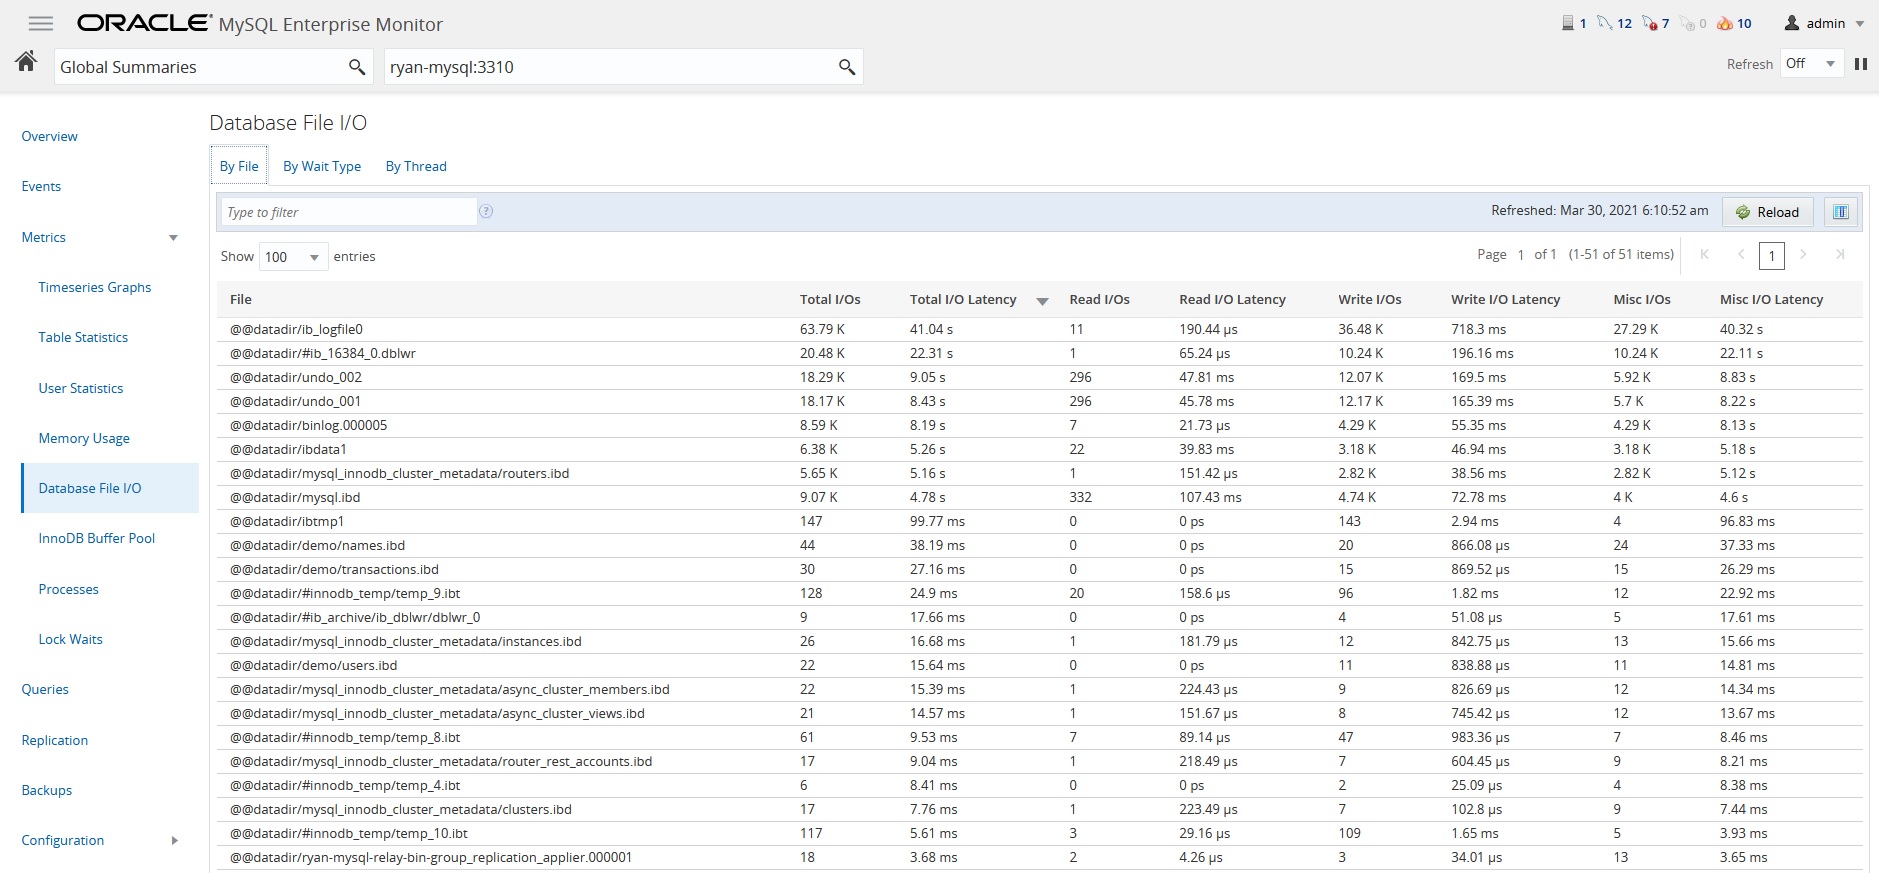 ORACLE MySQL Enterprise Monitor
1 12 7 0 10 admin
Global Summaries ryan-mysql:3310
Refresh Off
Overview
Events
Metrics
Timeseries Graphs
Table Statistics
User Statistics
Memory Usage
Database File I/O
InnoDB Buffer Pool
Processes
Lock Waits
Queries
Replication
Backups
Configuration
Database File I/O
By File By Wait Type By Thread
Type to filter ? Refreshed: Mar 30, 2021 6:10:52 am Reload
Show 100 entries Page 1 of 1 (1-51 of 51 items) 1
File Total I/Os Total I/O Latency Read I/Os Read I/O Latency Write I/Os Write I/O Latency Misc I/Os Misc I/O Latency
@@datadir/ib_logfile0 63.79 K 41.04 s 11 190.44 µs 36.48 K 718.3 ms 27.29 K 40.32 s
@@datadir/#ib_16384_0.dblwr 20.48 K 22.31 s 1 65.24 µs 10.24 K 196.16 ms 10.24 K 22.11 s
@@datadir/undo_002 18.29 K 9.05 s 296 47.81 ms 12.07 K 169.5 ms 5.92 K 8.83 s
@@datadir/undo_001 18.17 K 8.43 s 296 45.78 ms 12.17 K 165.39 ms 5.7 K 8.22 s
@@datadir/binlog.000005 8.59 K 8.19 s 7 21.73 µs 4.29 K 55.35 ms 4.29 K 8.13 s
@@datadir/ibdata1 6.38 K 5.26 s 22 39.83 ms 3.18 K 46.94 ms 3.18 K 5.18 s
@@datadir/mysql_innodb_cluster_metadata/routers.ibd 5.65 K 5.16 s 1 151.42 µs 2.82 K 38.56 ms 2.82 K 5.12 s
@@datadir/mysql.ibd 9.07 K 4.78 s 332 107.43 ms 4.74 K 72.78 ms 4 K 4.6 s
@@datadir/ibtmp1 147 99.77 ms 0 0 ps 143 2.94 ms 4 96.83 ms
@@datadir/demo/names.ibd 44 38.19 ms 0 0 ps 20 866.08 µs 24 37.33 ms
@@datadir/demo/transactions.ibd 30 27.16 ms 0 0 ps 15 869.52 µs 15 26.29 ms
@@datadir/#innodb_temp/temp_9.ibt 128 24.9 ms 20 158.6 µs 96 1.82 ms 12 22.92 ms
@@datadir/#ib_archive/ib_dblwr/dblwr_0 9 17.66 ms 0 0 ps 4 51.08 µs 5 17.61 ms
@@datadir/mysql_innodb_cluster_metadata/instances.ibd 26 16.68 ms 1 181.79 µs 12 842.75 µs 13 15.66 ms
@@datadir/demo/users.ibd 22 15.64 ms 0 0 ps 11 838.88 µs 11 14.81 ms
@@datadir/mysql_innodb_cluster_metadata/async_cluster_members.ibd 22 15.39 ms 1 224.43 µs 9 826.69 µs 12 14.34 ms
@@datadir/mysql_innodb_cluster_metadata/async_cluster_views.ibd 21 14.57 ms 1 151.67 µs 8 745.42 µs 12 13.67 ms
@@datadir/#innodb_temp/temp_8.ibt 61 9.53 ms 7 89.14 µs 47 983.36 µs 7 8.46 ms
@@datadir/mysql_innodb_cluster_metadata/router_rest_accounts.ibd 17 9.04 ms 1 218.49 µs 7 604.45 µs 9 8.21 ms
@@datadir/#innodb_temp/temp_4.ibt 6 8.41 ms 0 0 ps 2 25.09 µs 4 8.38 ms
@@datadir/mysql_innodb_cluster_metadata/clusters.ibd 17 7.76 ms 1 223.49 µs 7 102.8 µs 9 7.44 ms
@@datadir/#innodb_temp/temp_10.ibt 117 5.61 ms 3 29.16 µs 109 1.65 ms 5 3.93 ms
@@datadir/ryan-mysql-relay-bin-group_replication_applier.000001 18 3.68 ms 2 4.26 µs 3 34.01 µs 13 3.65 ms